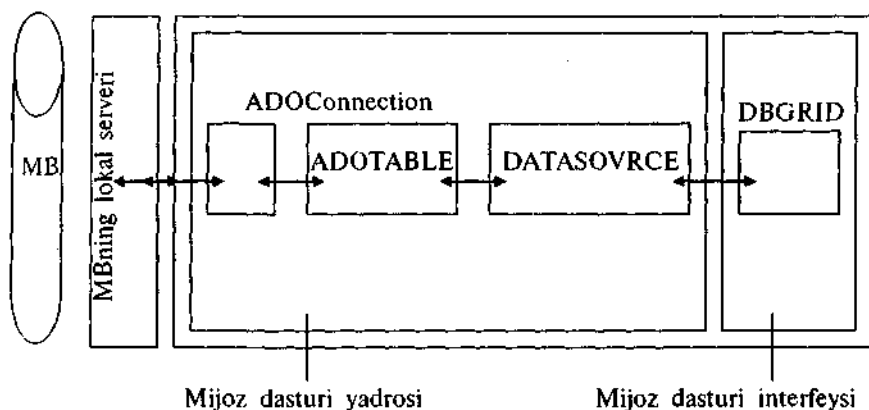 MB
MBning lokal serveri
ADOConnection
ADOTABLE
DATASOVRCE
DBGRID
Mijoz dasturi yadrosi
Mijoz dasturi interfeysi